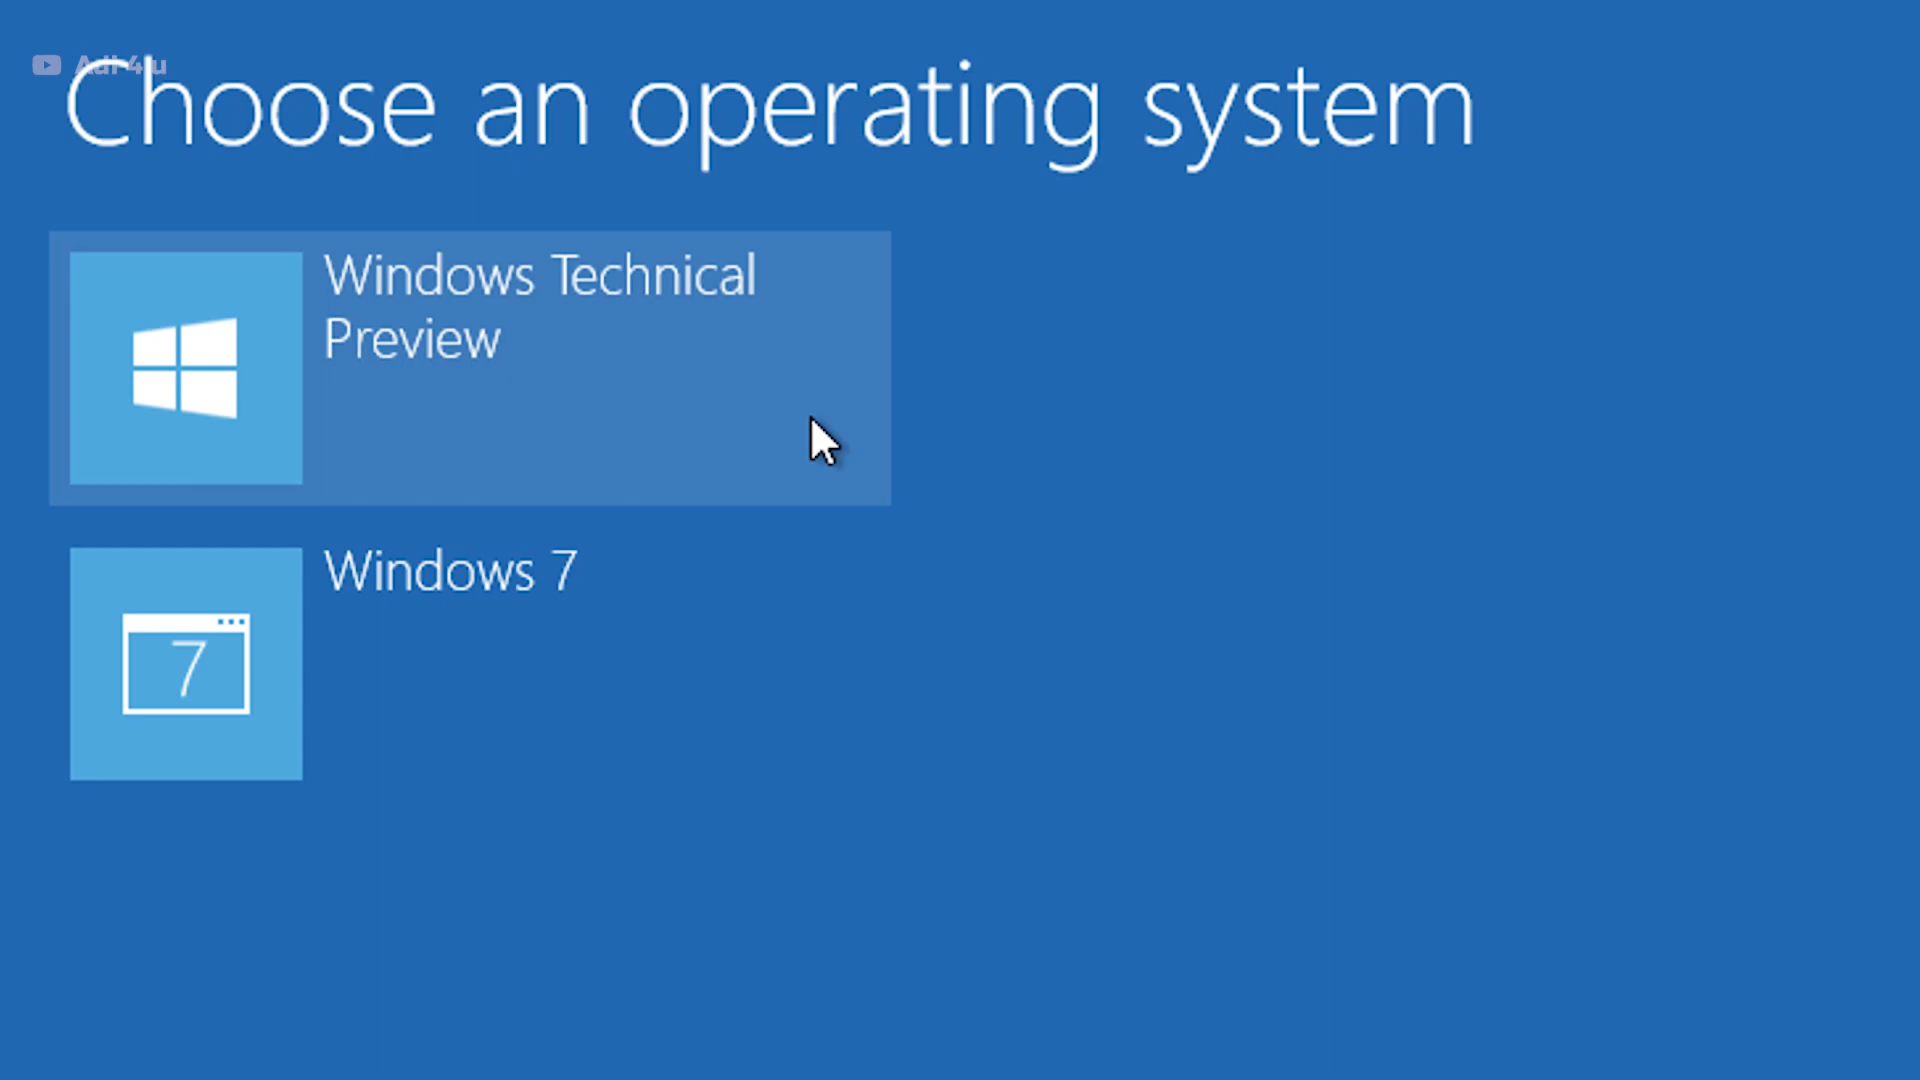 Choose an operating system
Windows Technical
Preview
Windows 7
7